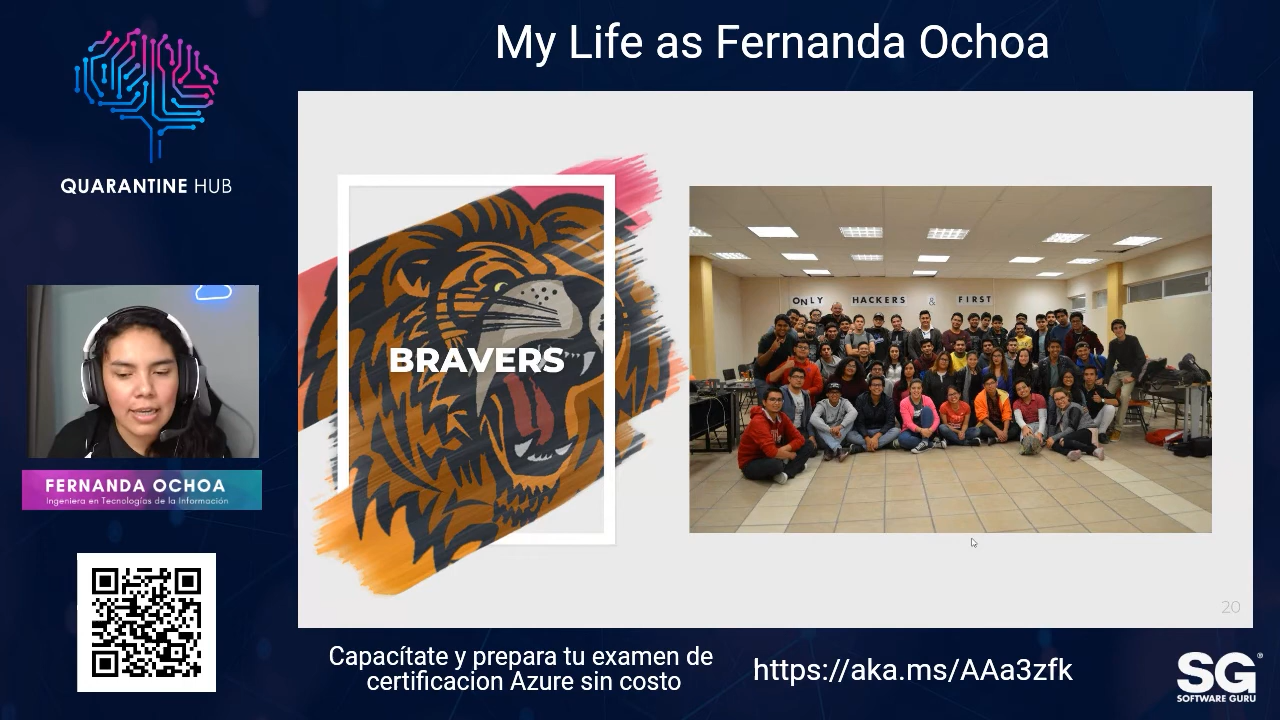 My Life as Fernanda Ochoa
QUARANTINE HUB
BRAVERS
ONLY HACKERS & FIRST
FERNANDA OCHOA
Ingeniera en Tecnologías de la Información
20
Capacítate y prepara tu examen de
certificacion Azure sin costo
https://aka.ms/AAa3zfk
SG®
SOFTWARE GURU